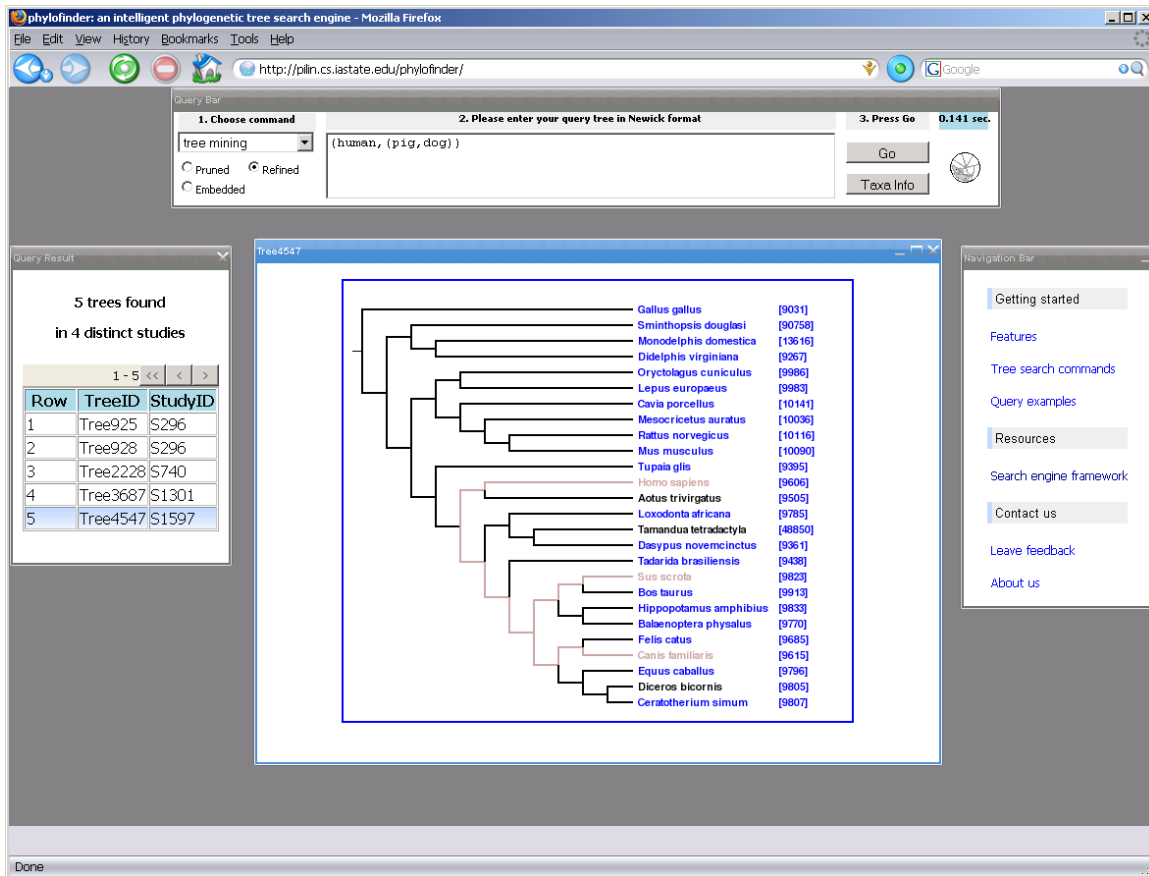 phylofinder: an intelligent phylogenetic tree search engine - Mozilla Firefox
File Edit View History Bookmarks Tools Help
http://pilin.cs.iastate.edu/phylofinder/
G Google
Query Bar
1. Choose command
2. Please enter your query tree in Newick format
3. Press Go
0.141 sec.
tree mining
(human,(pig,dog))
Go
Pruned Refined
Embedded
Taxa Info
Query Result
5 trees found
in 4 distinct studies
1 - 5 << < >
Row TreeID StudyID
1 Tree925 S296
2 Tree928 S296
3 Tree2228 S740
4 Tree3687 S1301
5 Tree4547 S1597
Tree4547
Gallus gallus [9031]
Sminthopsis douglasi [90758]
Monodelphis domestica [13616]
Didelphis virginiana [9267]
Oryctolagus cuniculus [9986]
Lepus europaeus [9983]
Cavia porcellus [10141]
Mesocricetus auratus [10036]
Rattus norvegicus [10116]
Mus musculus [10090]
Tupaia glis [9395]
Homo sapiens [9606]
Aotus trivirgatus [9505]
Loxodonta africana [9785]
Tamandua tetradactyla [48850]
Dasypus novemcinctus [9361]
Tadarida brasiliensis [9438]
Sus scrofa [9823]
Bos taurus [9913]
Hippopotamus amphibius [9833]
Balaenoptera physalus [9770]
Felis catus [9685]
Canis familiaris [9615]
Equus caballus [9796]
Diceros bicornis [9805]
Ceratotherium simum [9807]
Navigation Bar
Getting started
Features
Tree search commands
Query examples
Resources
Search engine framework
Contact us
Leave feedback
About us
Done